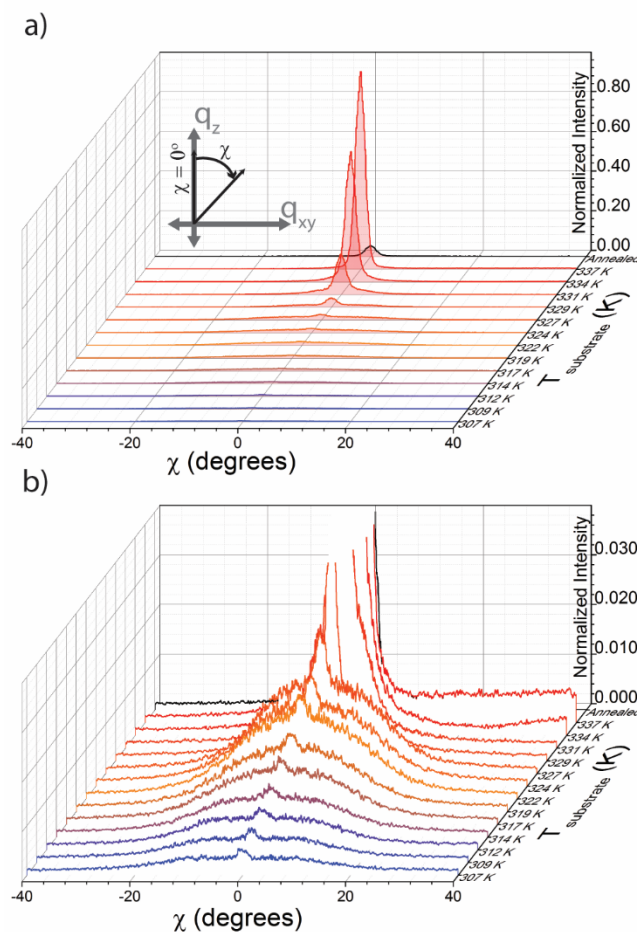 a)
Normalized Intensity
0.80
0.60
0.40
0.20
0.00
q_z
χ
χ = 0°
q_xy
Annealed
337 K
334 K
331 K
329 K
327 K
324 K
322 K
319 K
317 K
314 K
312 K
309 K
307 K
T substrate (K)
-40 -20 0 20 40
χ (degrees)
b)
Normalized Intensity
0.030
0.020
0.010
0.000
Annealed
337 K
334 K
331 K
329 K
327 K
324 K
322 K
319 K
317 K
314 K
312 K
309 K
307 K
T substrate (K)
-40 -20 0 20 40
χ (degrees)